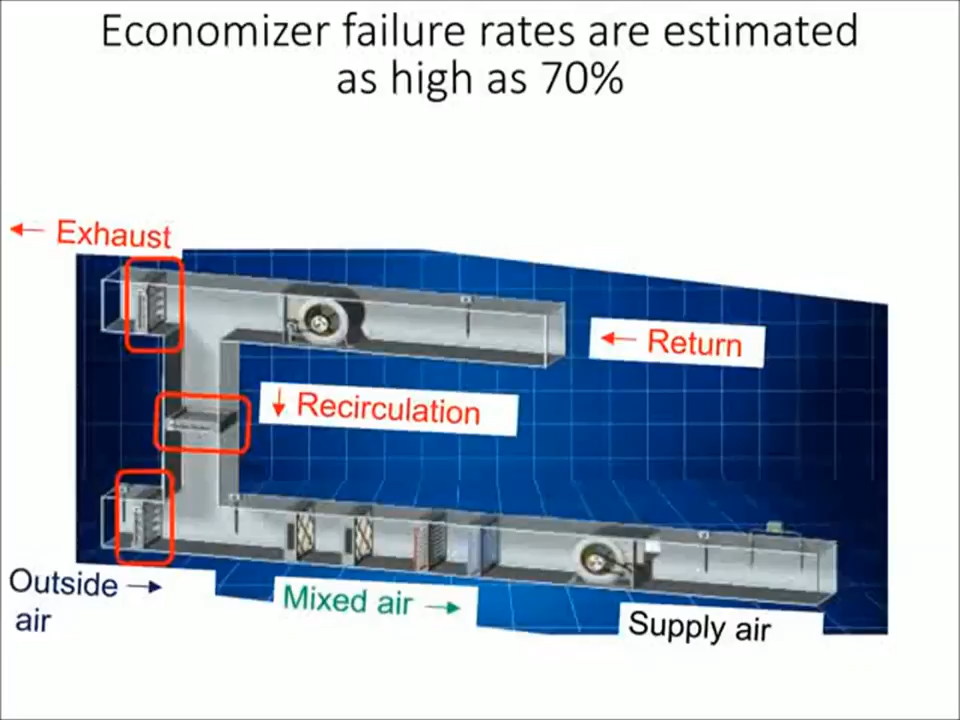 Economizer failure rates are estimated
as high as 70%
← Exhaust
← Return
↓ Recirculation
Outside →
air
Mixed air →
Supply air